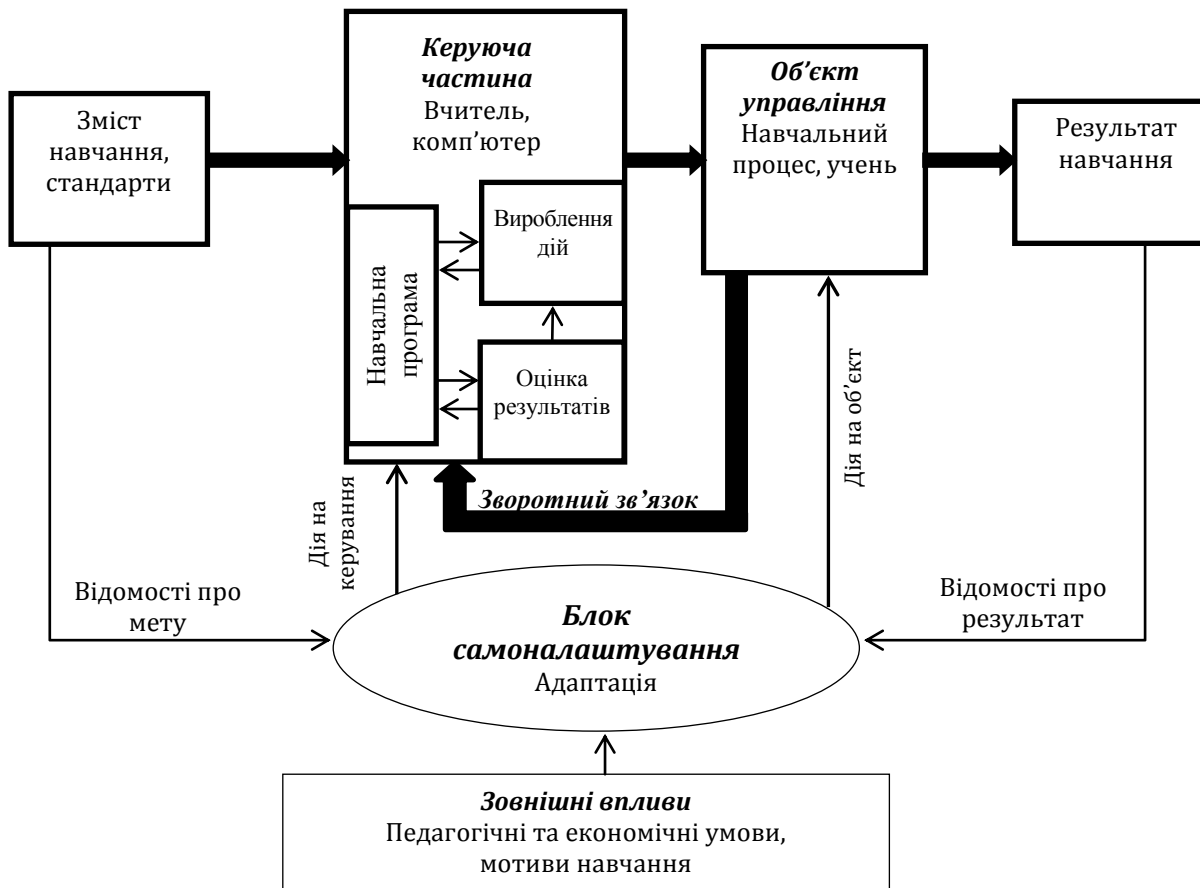 Зміст
навчання,
стандарти
Керуюча
частина
Вчитель,
комп’ютер
Навчальна
програма
Вироблення
дій
Оцінка
результатів
Об’єкт
управління
Навчальний
процес, учень
Результат
навчання
Зворотний зв’язок
Дія на
керування
Дія на об’єкт
Відомості про
мету
Відомості про
результат
Блок
самоналаштування
Адаптація
Зовнішні впливи
Педагогічні та економічні умови,
мотиви навчання